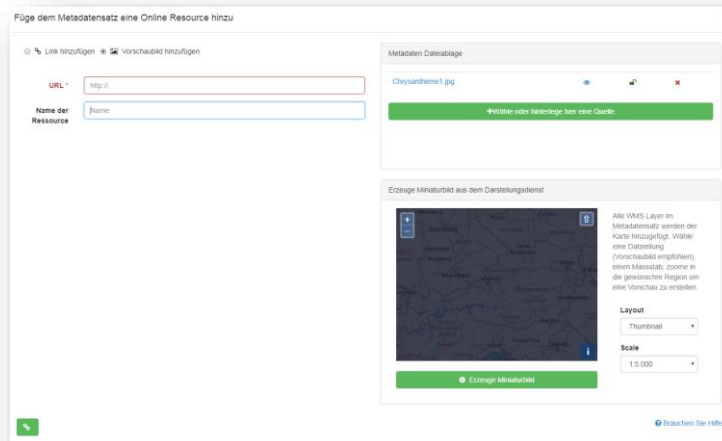 Füge dem Metadatensatz eine Online Resource hinzu
Link hinzufügen Vorschaubild hinzufügen
URL *
http://
Name der
Ressource
Name
Metadaten Dateiablage
Chrysantheme1.jpg
+Wähle oder hinterlege hier eine Quelle
Erzeuge Miniaturbild aus dem Darstellungsdienst
+
−
i
Erzeuge Miniaturbild
Alle WMS Layer im
Metadatensatz werden der
Karte hinzugefügt. Wähle
eine Datstellung
(Vorschaubild empfohlen),
einen Massstab, zoome in
die gewünschte Region um
eine Vorschau zu erstellen.
Layout
Thumbnail
Scale
1:5.000
Brauchen Sie Hilfe